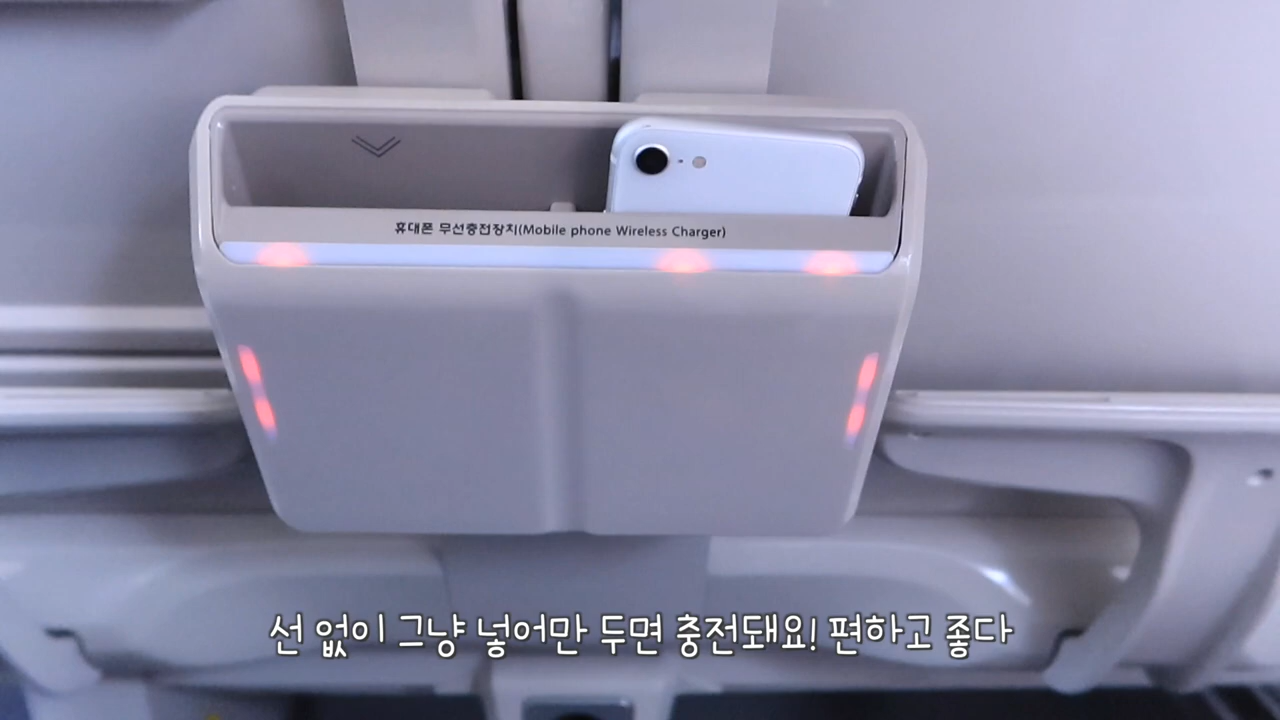 휴대폰 무선충전장치(Mobile phone Wireless Charger)
선 없이 그냥 넣어만 두면 충전돼요! 편하고 좋다